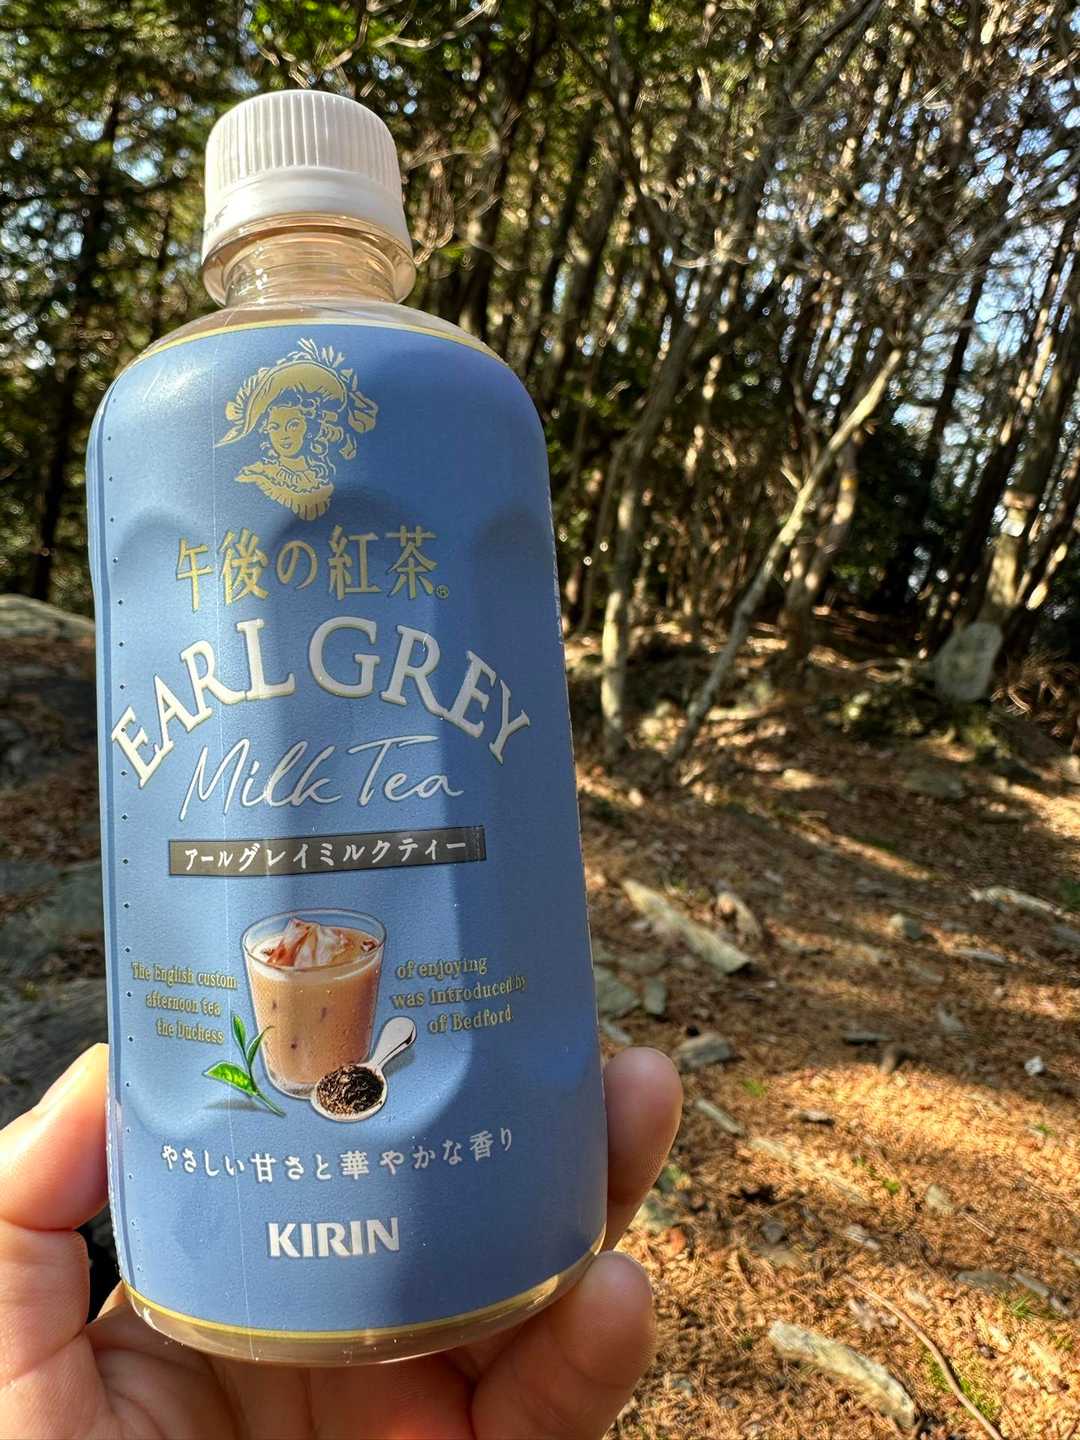 午後の紅茶®
EARL GREY
Milk Tea
アールグレイミルクティー
The English custom of enjoying
afternoon tea was introduced by
the Duchess of Bedford
やさしい甘さと華やかな香り
KIRIN